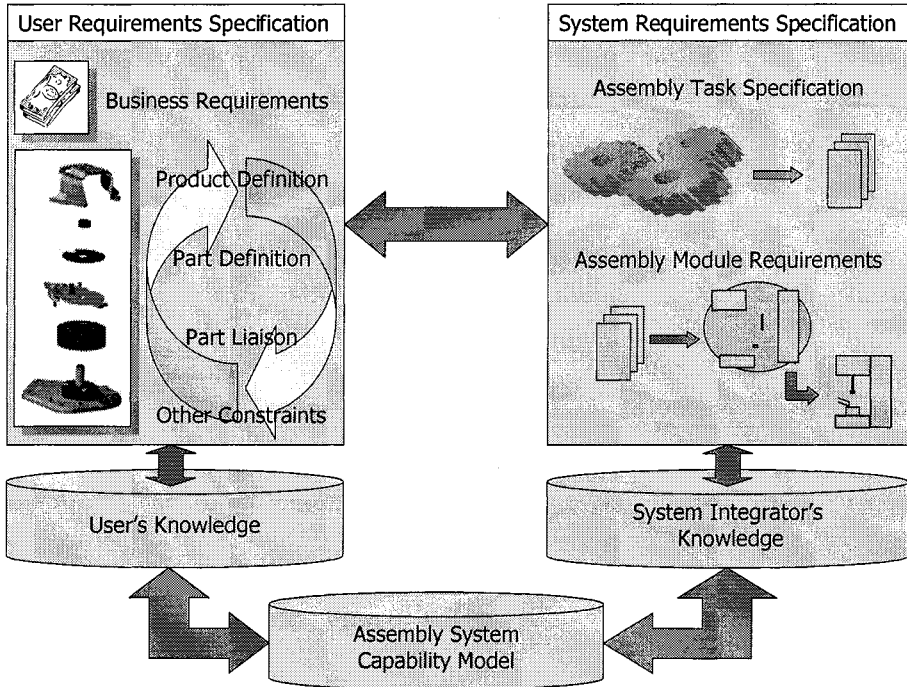 User Requirements Specification
Business Requirements
Product Definition
Part Definition
Part Liaison
Other Constraints
System Requirements Specification
Assembly Task Specification
Assembly Module Requirements
User's Knowledge
System Integrator's
Knowledge
Assembly System
Capability Model